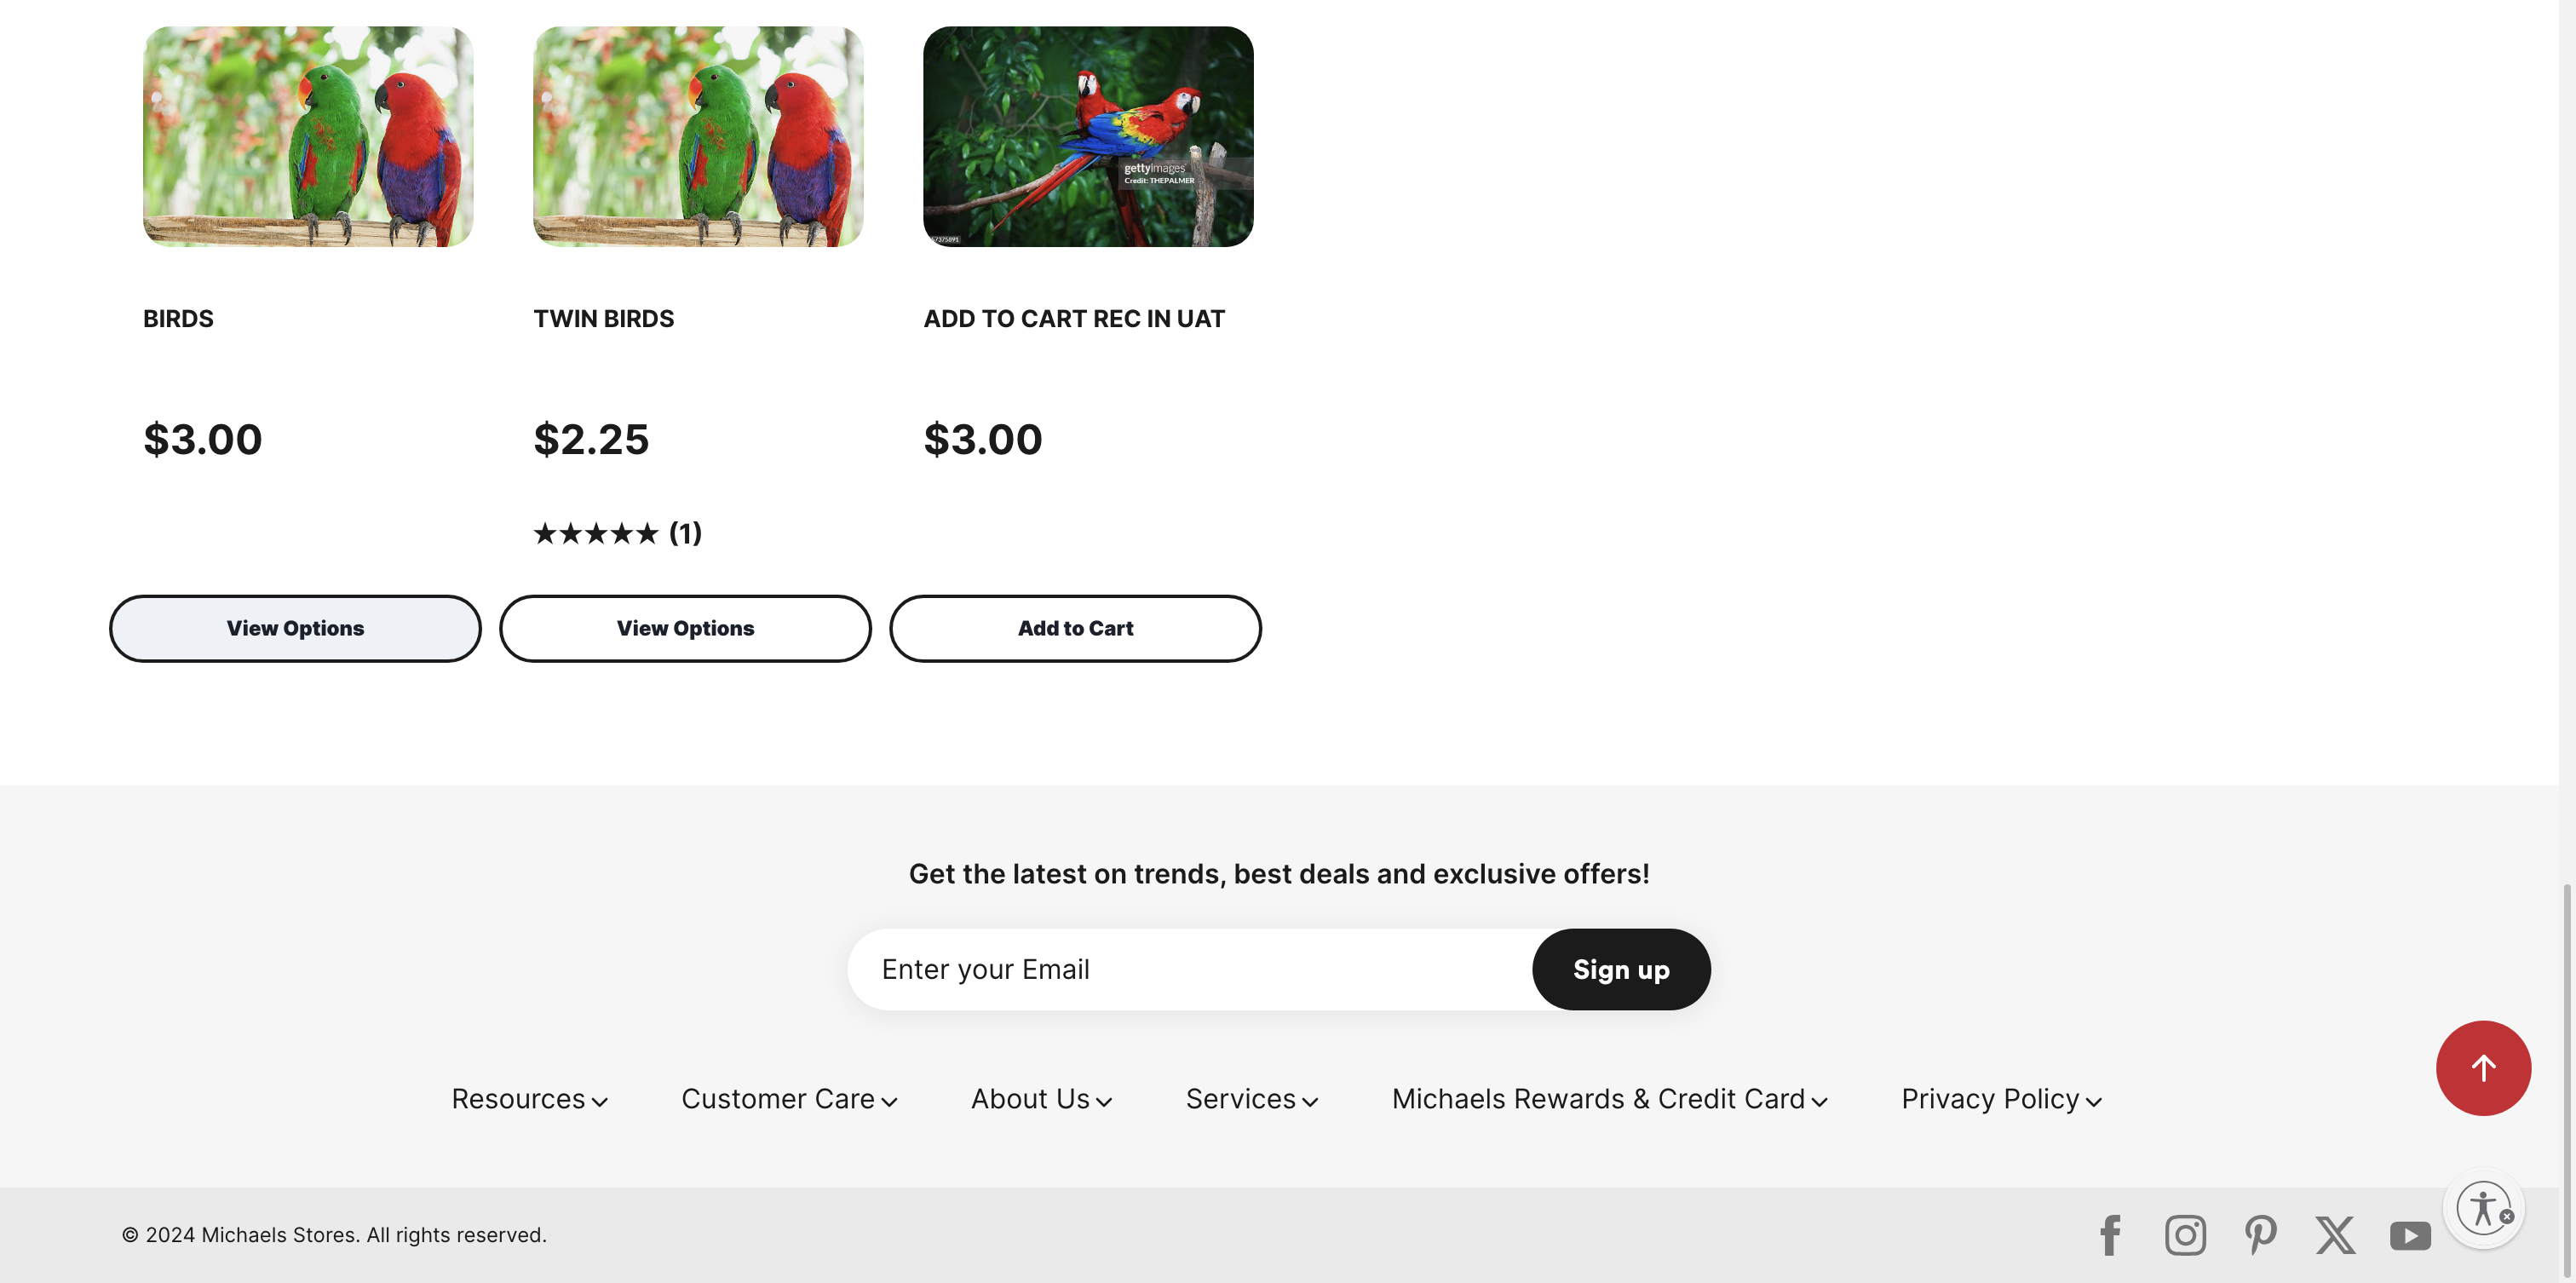 gettyimages
Credit: THEPALMER
BIRDS
TWIN BIRDS
ADD TO CART REC IN UAT
$3.00
$2.25
$3.00
★★★★★ (1)
View Options
View Options
Add to Cart
Get the latest on trends, best deals and exclusive offers!
Enter your Email
Sign up
Resources
Customer Care
About Us
Services
Michaels Rewards & Credit Card
Privacy Policy
© 2024 Michaels Stores. All rights reserved.